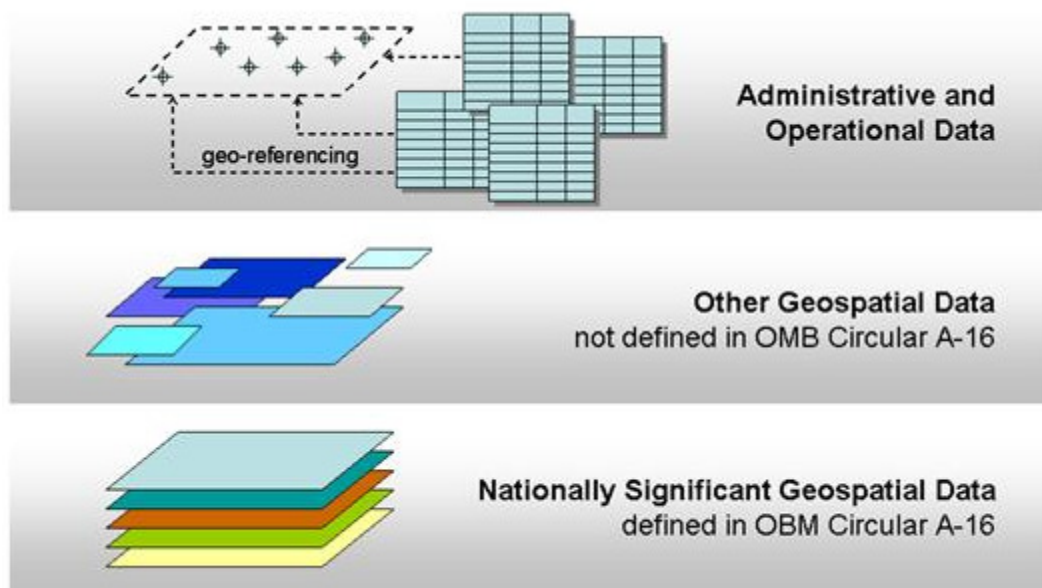 geo-referencing
Administrative and
Operational Data
Other Geospatial Data
not defined in OMB Circular A-16
Nationally Significant Geospatial Data
defined in OBM Circular A-16